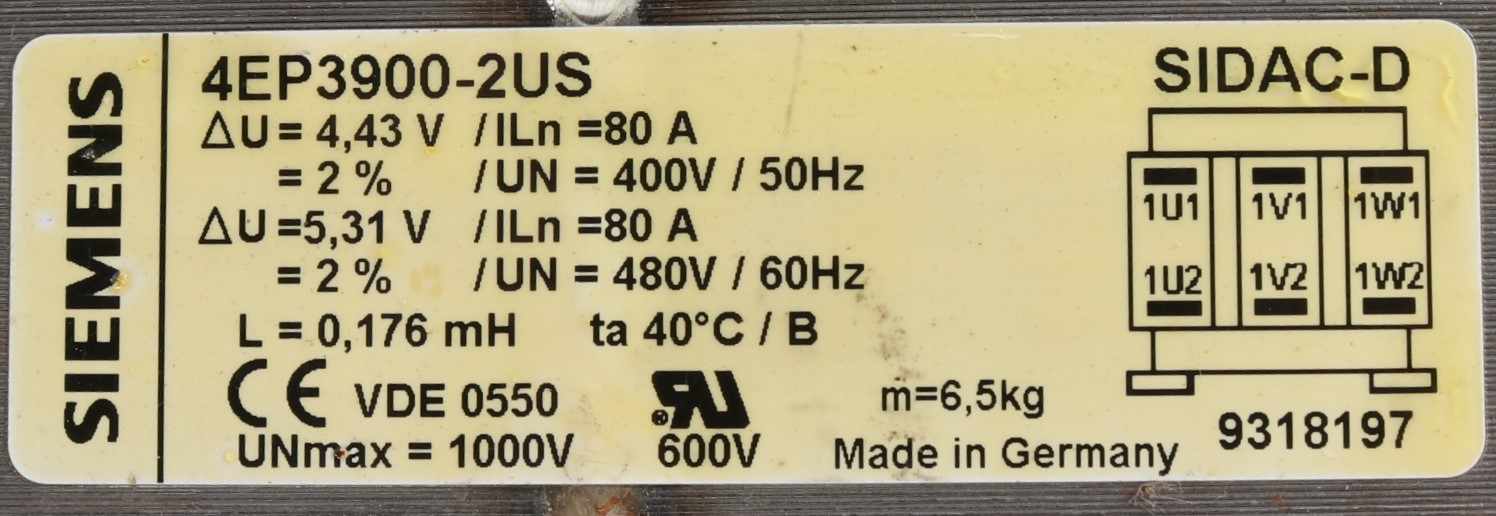 SIEMENS
4EP3900-2US
SIDAC-D
ΔU = 4,43 V / ILn =80 A
= 2 % / UN = 400V / 50Hz
ΔU =5,31 V / ILn =80 A
= 2 % / UN = 480V / 60Hz
L = 0,176 mH ta 40°C / B
CE VDE 0550 ® RU m=6,5kg
UNmax = 1000V 600V Made in Germany
1U1 1V1 1W1
1U2 1V2 1W2
9318197